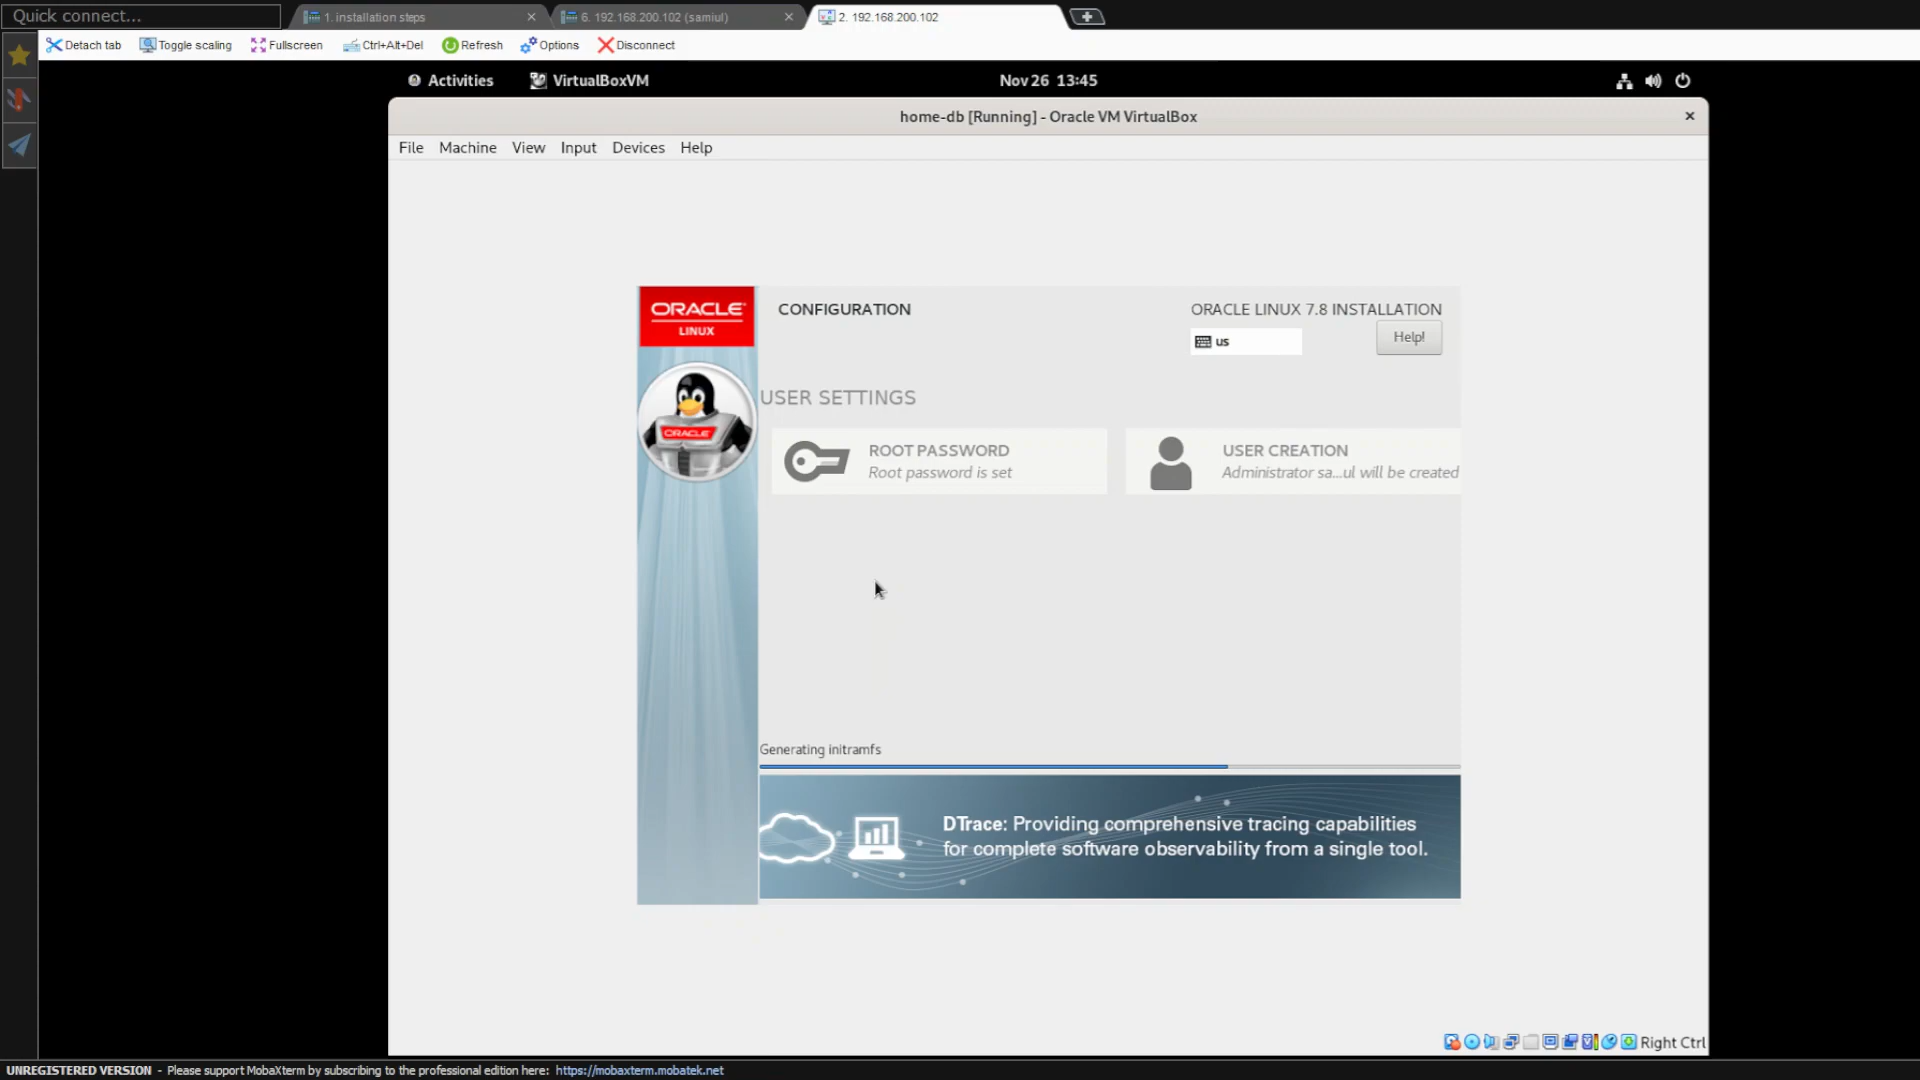 Quick connect...
1. installation steps
6. 192.168.200.102 (samiul)
2. 192.168.200.102
Detach tab
Toggle scaling
Fullscreen
Ctrl+Alt+Del
Refresh
Options
Disconnect
Activities
VirtualBoxVM
Nov 26 13:45
home-db [Running] - Oracle VM VirtualBox
File Machine View Input Devices Help
ORACLE
LINUX
CONFIGURATION
ORACLE LINUX 7.8 INSTALLATION
us
Help!
ORACLE
USER SETTINGS
ROOT PASSWORD
Root password is set
USER CREATION
Administrator sa...ul will be created
Generating initramfs
DTrace: Providing comprehensive tracing capabilities
for complete software observability from a single tool.
Right Ctrl
UNREGISTERED VERSION - Please support MobaXterm by subscribing to the professional edition here: https://mobaxterm.mobatek.net